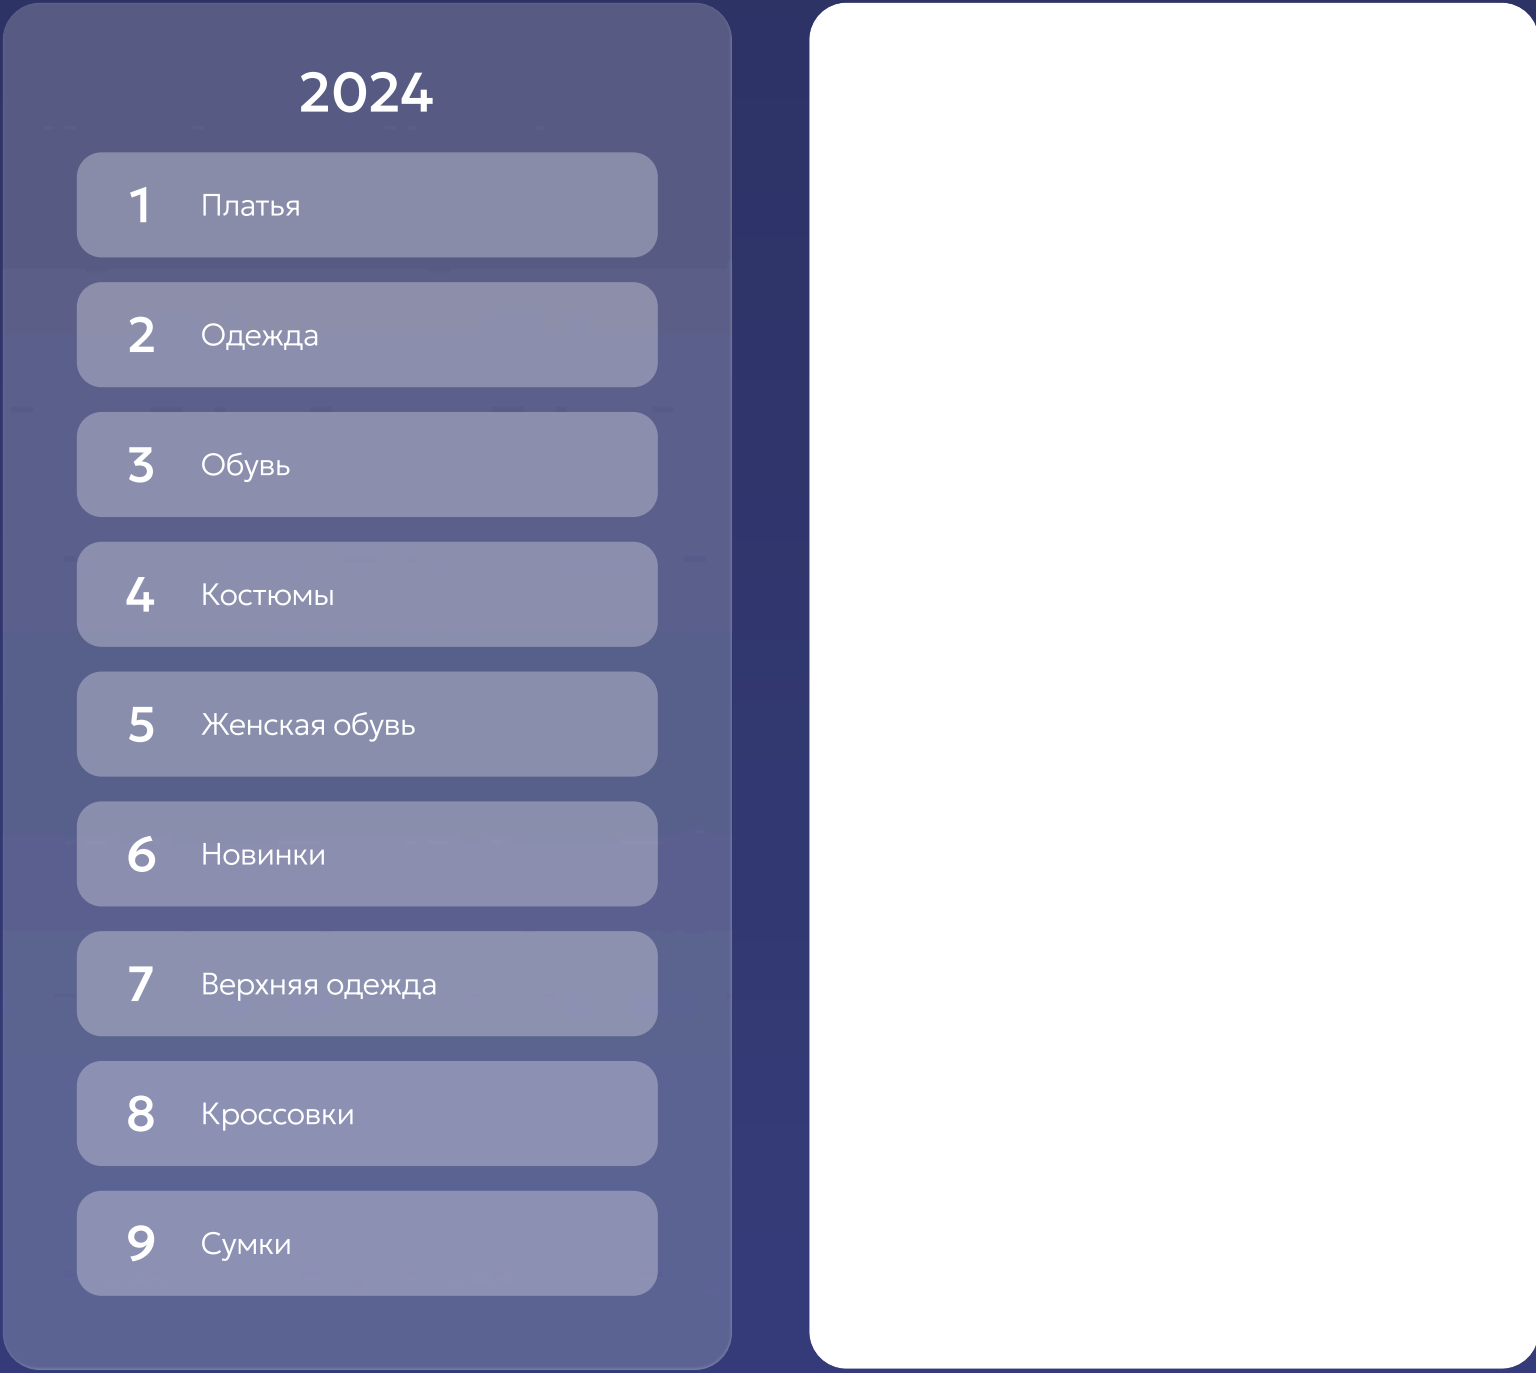 2024
1 Платья
2 Одежда
3 Обувь
4 Костюмы
5 Женская обувь
6 Новинки
7 Верхняя одежда
8 Кроссовки
9 Сумки